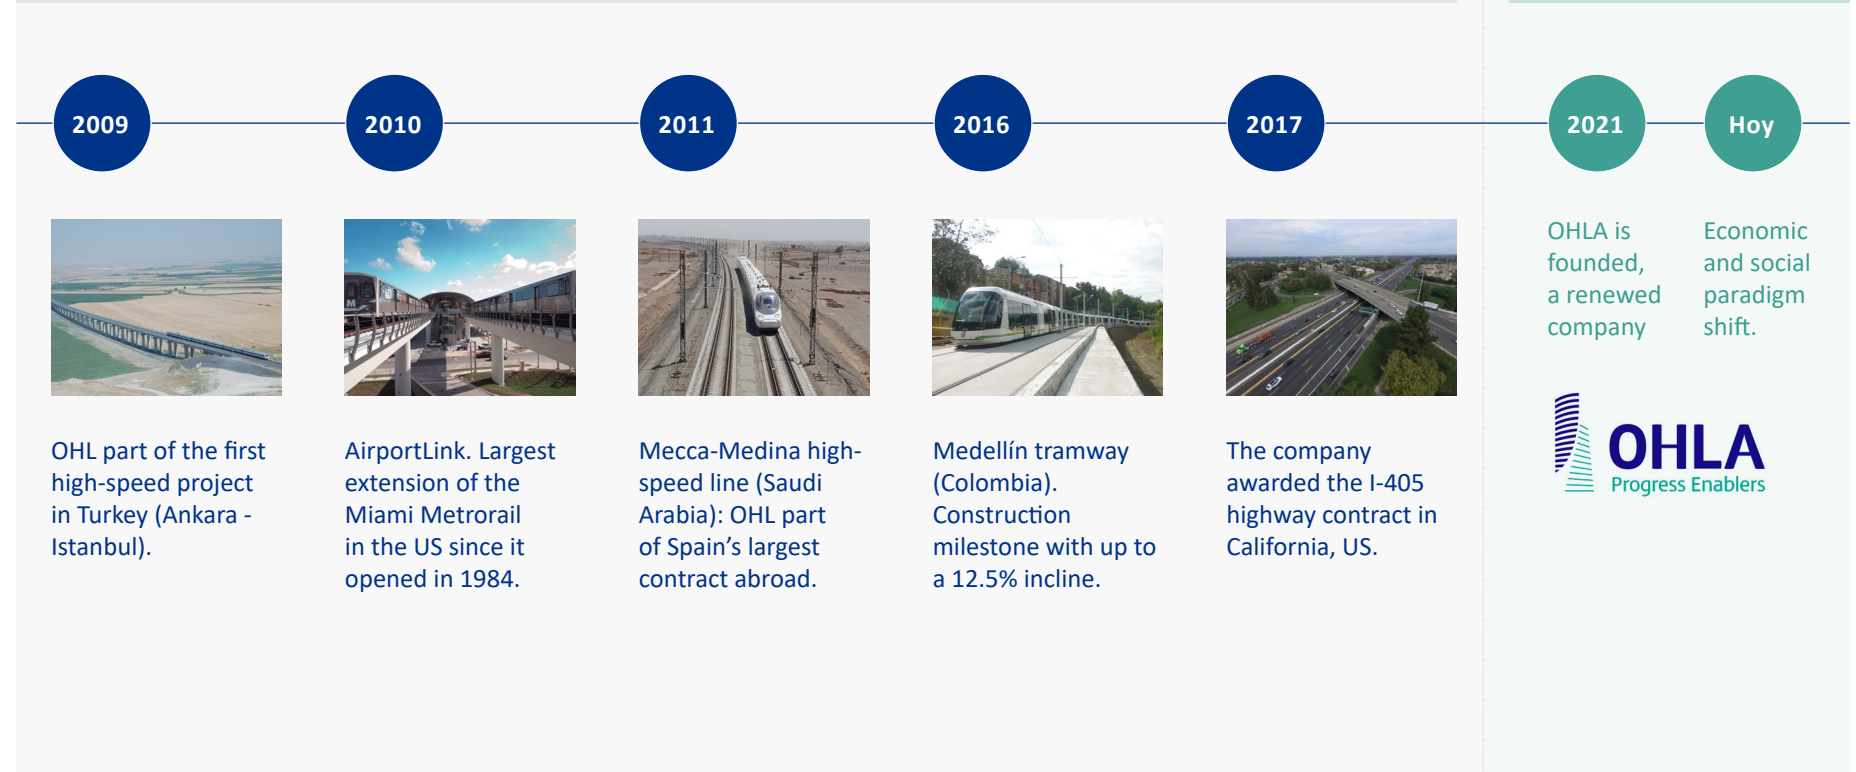 2009
2010
2011
2016
2017
2021
Hoy
OHL part of the first
high-speed project
in Turkey (Ankara -
Istanbul).
AirportLink. Largest
extension of the
Miami Metrorail
in the US since it
opened in 1984.
Mecca-Medina high-
speed line (Saudi
Arabia): OHL part
of Spain’s largest
contract abroad.
Medellín tramway
(Colombia).
Construction
milestone with up to
a 12.5% incline.
The company
awarded the I-405
highway contract in
California, US.
OHLA is
founded,
a renewed
company
Economic
and social
paradigm
shift.
OHLA
Progress Enablers
M